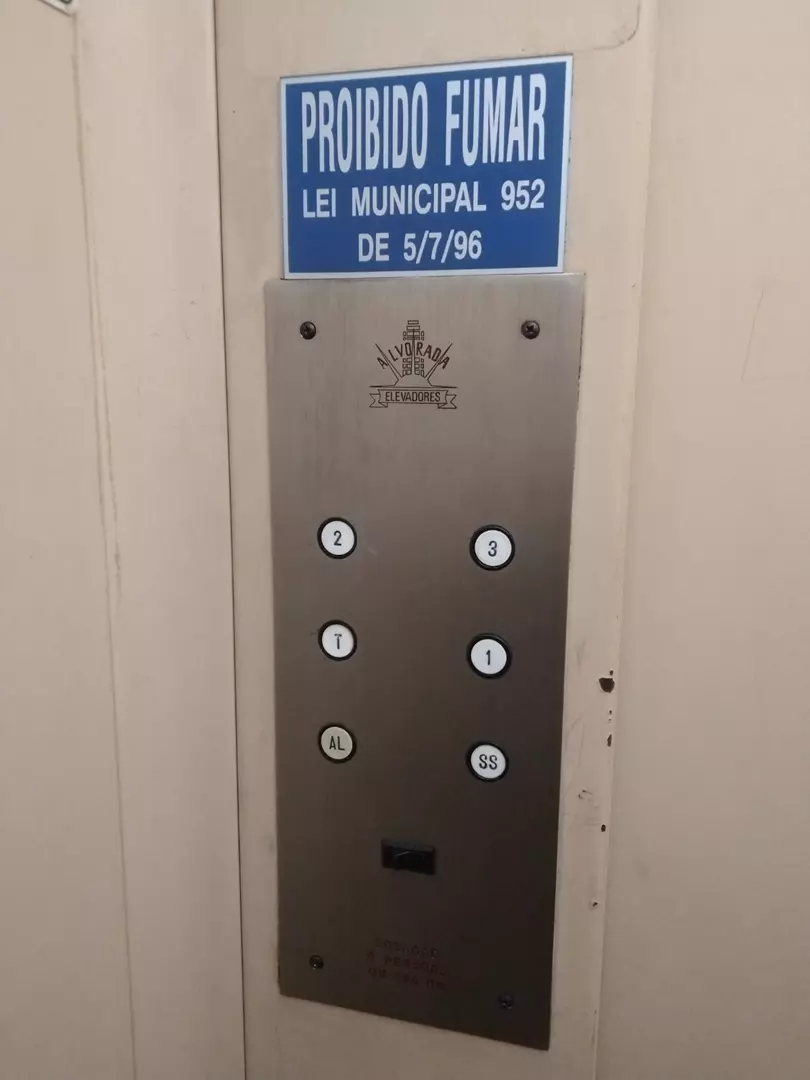 PROIBIDO FUMAR
LEI MUNICIPAL 952
DE 5/7/96
ALVORADA
ELEVADORES
2 3
T 1
AL SS